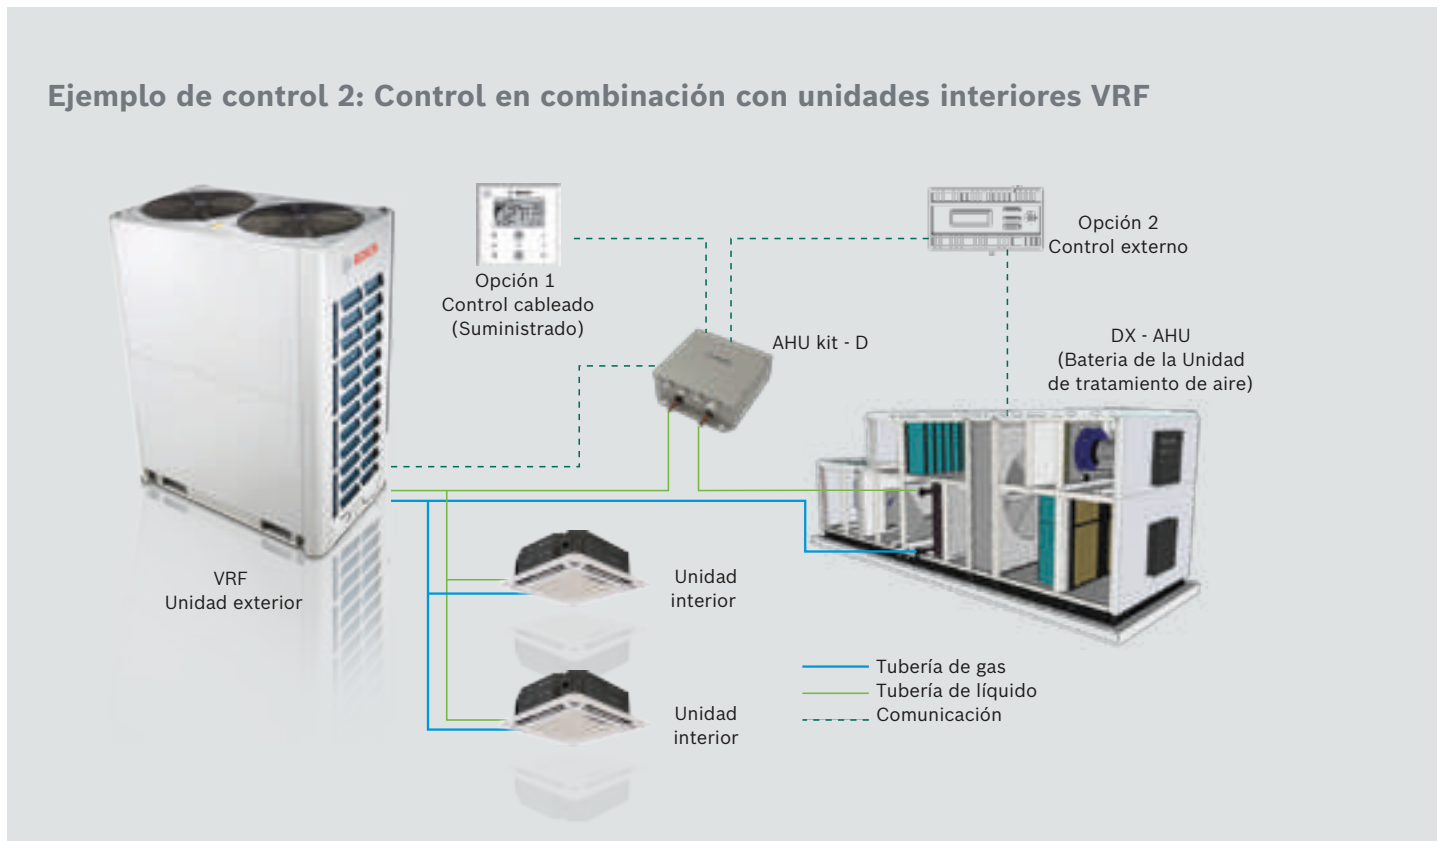 Ejemplo de control 2: Control en combinación con unidades interiores VRF
BOSCH
Opción 1
Control cableado
(Suministrado)
Opción 2
Control externo
AHU kit - D
DX - AHU
(Bateria de la Unidad
de tratamiento de aire)
VRF
Unidad exterior
Unidad
interior
Unidad
interior
Tubería de gas
Tubería de líquido
Comunicación